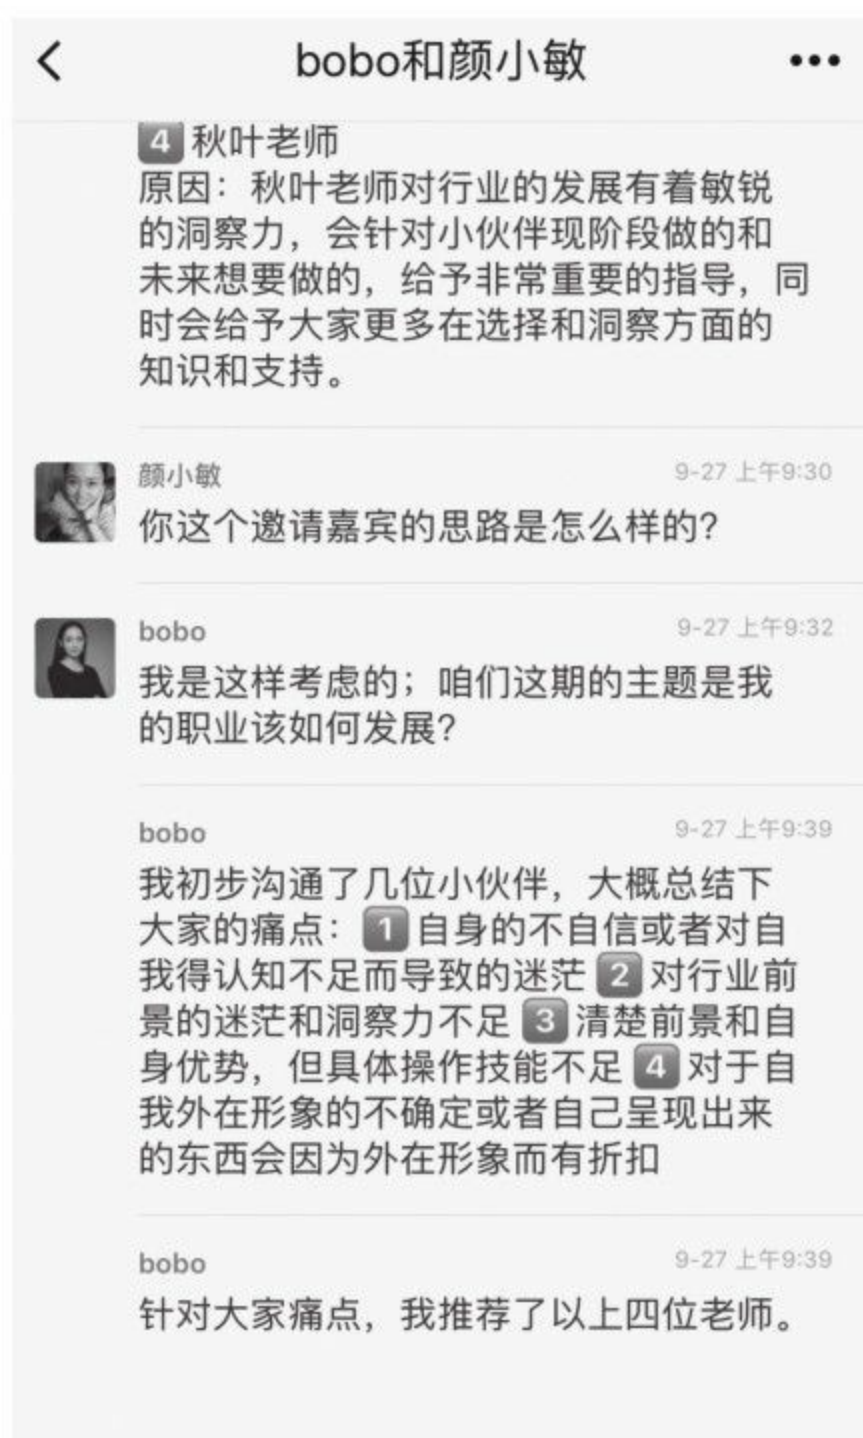 bobo和颜小敏
4 秋叶老师
原因：秋叶老师对行业的发展有着敏锐
的洞察力，会针对小伙伴现阶段做的和
未来想要做的，给予非常重要的指导，同
时会给予大家更多在选择和洞察方面的
知识和支持。
颜小敏 9-27 上午9:30
你这个邀请嘉宾的思路是怎么样的？
bobo 9-27 上午9:32
我是这样考虑的；咱们这期的主题是我
的职业该如何发展？
bobo 9-27 上午9:39
我初步沟通了几位小伙伴，大概总结下
大家的痛点：1 自身的不自信或者对自
我得认知不足而导致的迷茫 2 对行业前
景的迷茫和洞察力不足 3 清楚前景和自
身优势，但具体操作技能不足 4 对于自
我外在形象的不确定或者自己呈现出来
的东西会因为外在形象而有折扣
bobo 9-27 上午9:39
针对大家痛点，我推荐了以上四位老师。